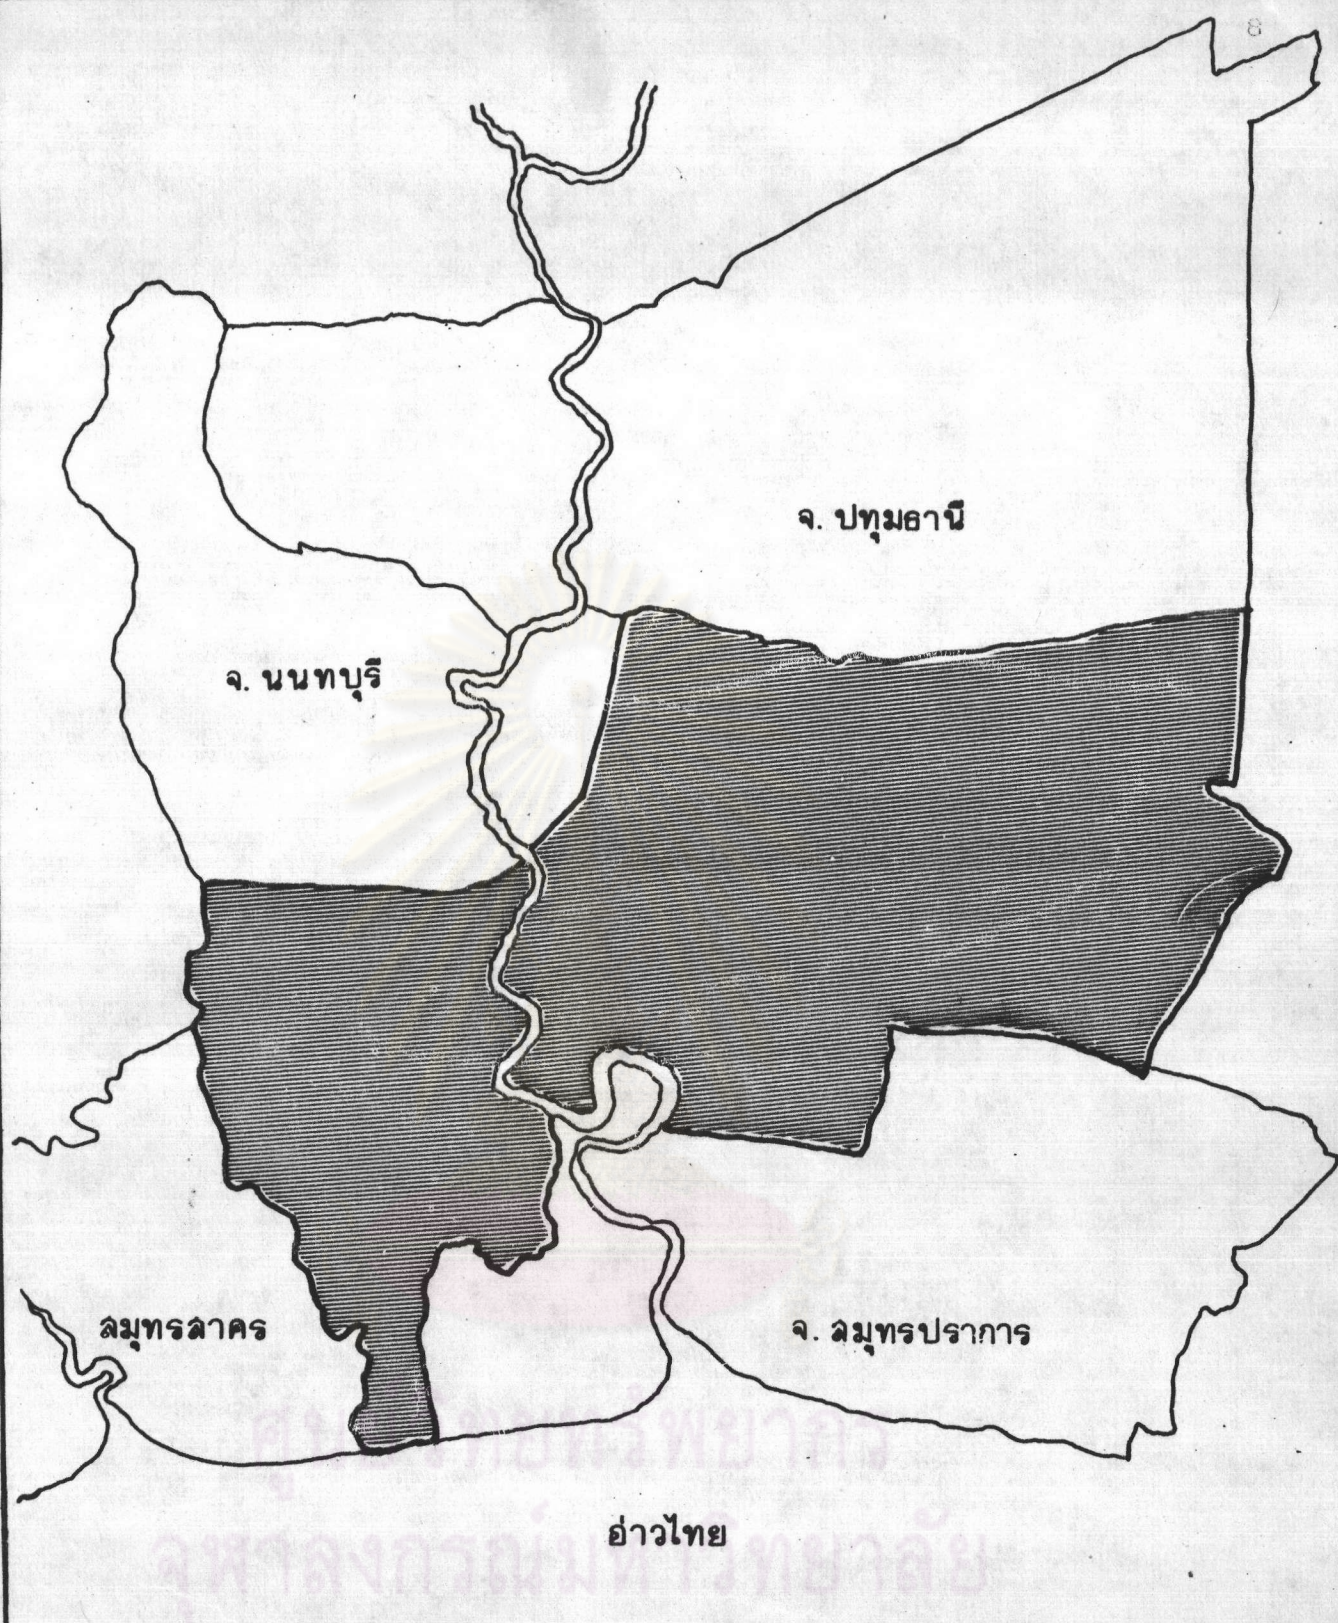 8
จ. ปทุมธานี
จ. นนทบุรี
สมุทรสาคร
จ. สมุทรปราการ
อ่าวไทย
ศูนย์วิทยทรัพยากร
จุฬาลงกรณ์มหาวิทยาลัย